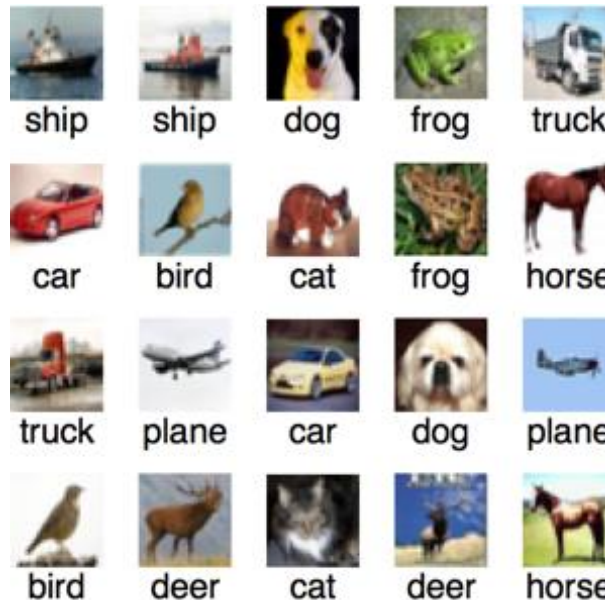 ship ship dog frog truck
car bird cat frog horse
truck plane car dog plane
bird deer cat deer horse